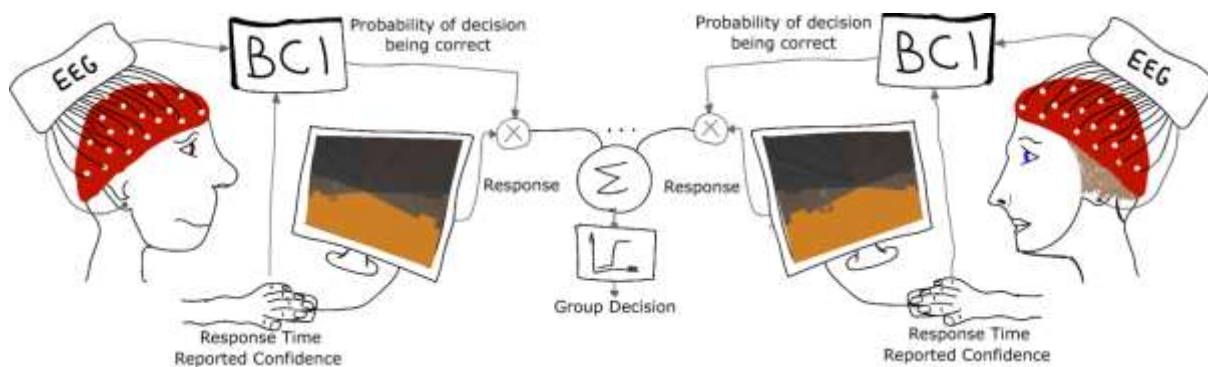 EEG
BCI
Probability of decision
being correct
Response
Response Time
Reported Confidence
×
...
Σ
Group Decision
Probability of decision
being correct
BCI
EEG
×
Response
Response Time
Reported Confidence